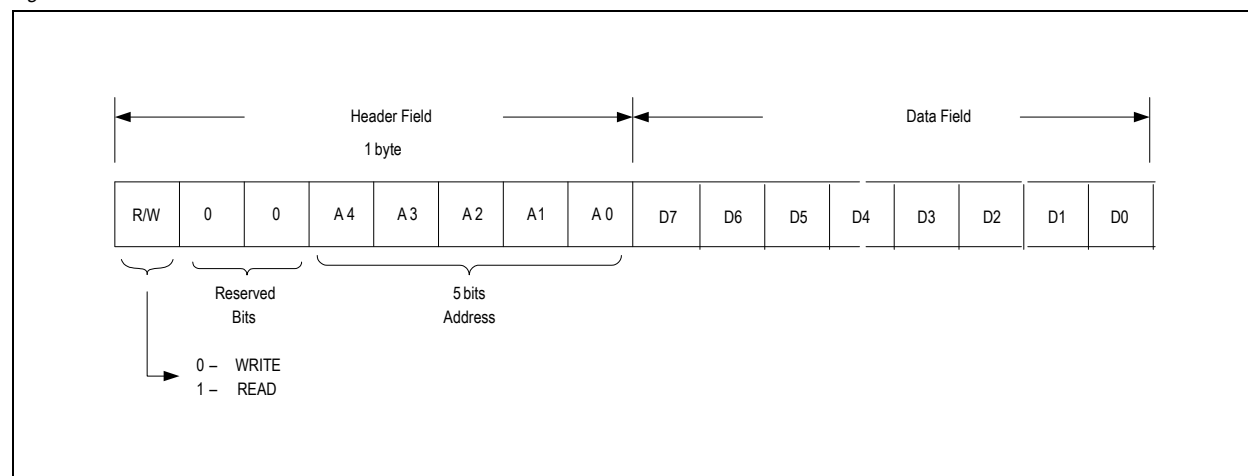 Header Field
Data Field
1 byte
R/W 0 0 A 4 A 3 A 2 A 1 A 0 D7 D6 D5 D4 D3 D2 D1 D0
Reserved
Bits
5 bits
Address
0 – WRITE
1 – READ